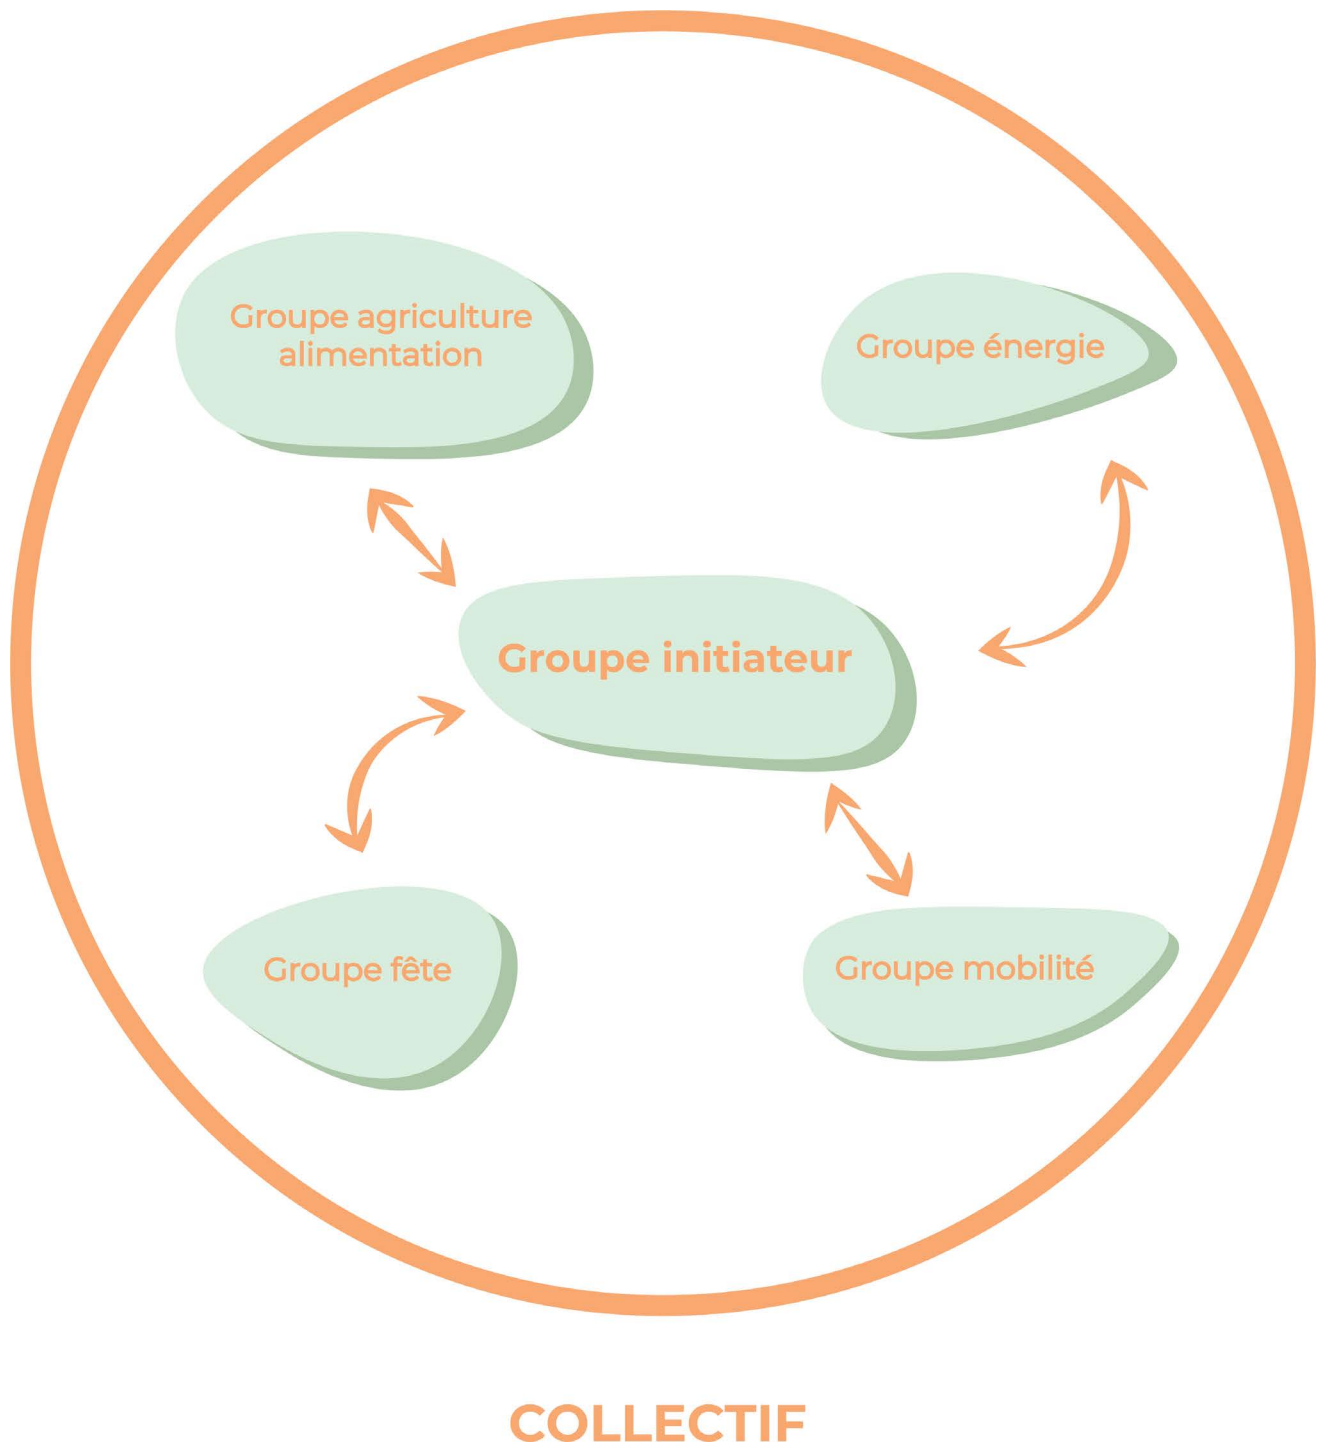 Groupe agriculture
alimentation
Groupe énergie
Groupe initiateur
Groupe fête
Groupe mobilité
COLLECTIF